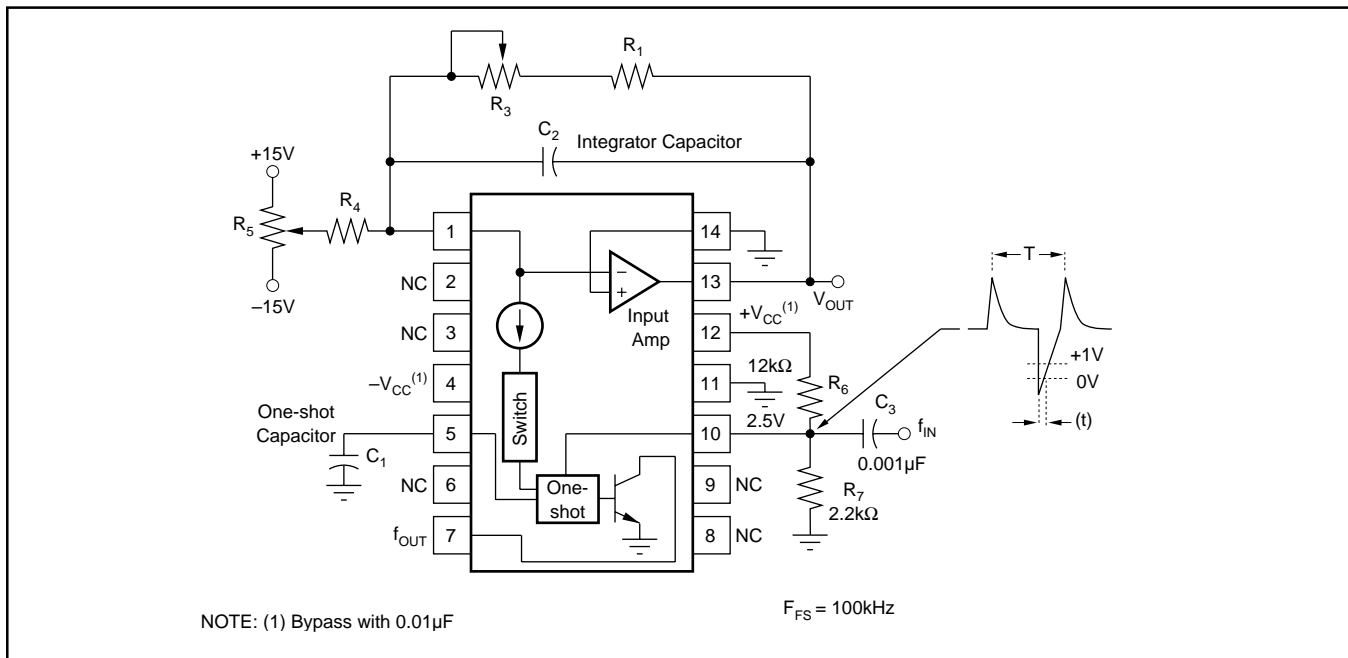 R1
R3
C2
Integrator Capacitor
+15V
R5
R4
–15V
1
14
NC
2
–
+
13
VOUT
Input
Amp
+VCC(1)
NC
3
12
12kΩ
R6
–VCC(1)
4
11
Switch
2.5V
C3
fIN
One-shot
Capacitor
C1
5
10
0.001µF
NC
6
One-
shot
9
NC
R7
2.2kΩ
fOUT
7
8
NC
T
+1V
0V
(t)
NOTE: (1) Bypass with 0.01µF
FFS = 100kHz